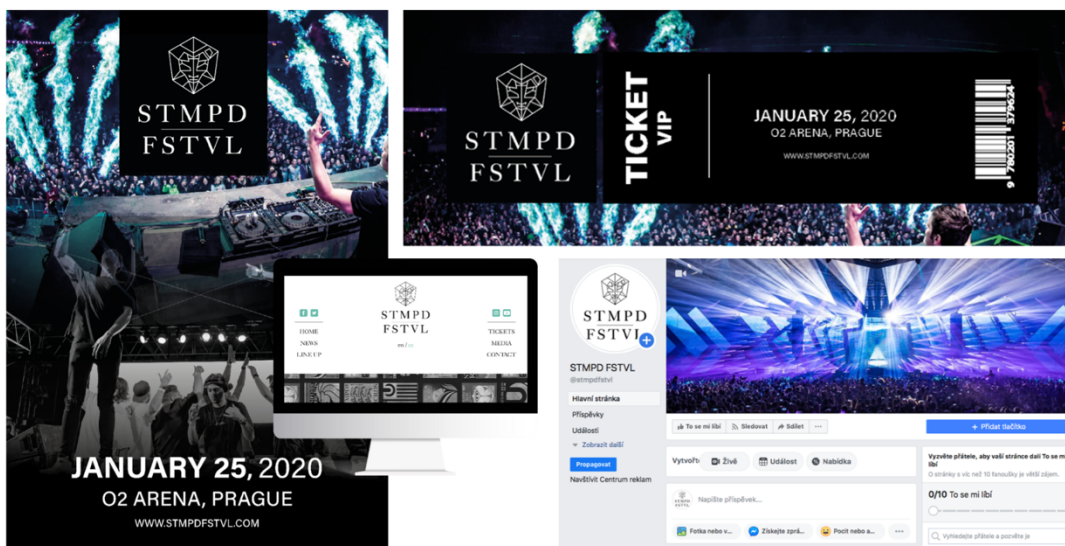 STMPD
FSTVL
JANUARY 25, 2020
O2 ARENA, PRAGUE
WWW.STMPDFSTVL.COM
STMPD
FSTVL
TICKET
VIP
JANUARY 25, 2020
O2 ARENA, PRAGUE
WWW.STMPDFSTVL.COM
9 780201 379624
STMPD
FSTVL
HOME
NEWS
LINE UP
TICKETS
MEDIA
CONTACT
STMPD
FSTVL
STMPD FSTVL
@stmpdfstvl
Hlavní stránka
Příspěvky
Události
Zobrazit další
Propagovat
Navštívit Centrum reklam
To se mi líbí
Sledovat
Sdílet
+ Přidat tlačítko
Vytvořit
Živě
Událost
Nabídka
STMPD
FSTVL
Napište příspěvek...
Fotka nebo v...
Získejte zprá...
Pocit nebo a...
Vyzvěte přátele, aby vaší stránce dali To se mi
líbí
O stránky s víc než 10 fanoušky je větší zájem.
0/10 To se mi líbí
Vyhledejte přátele a pozvěte je